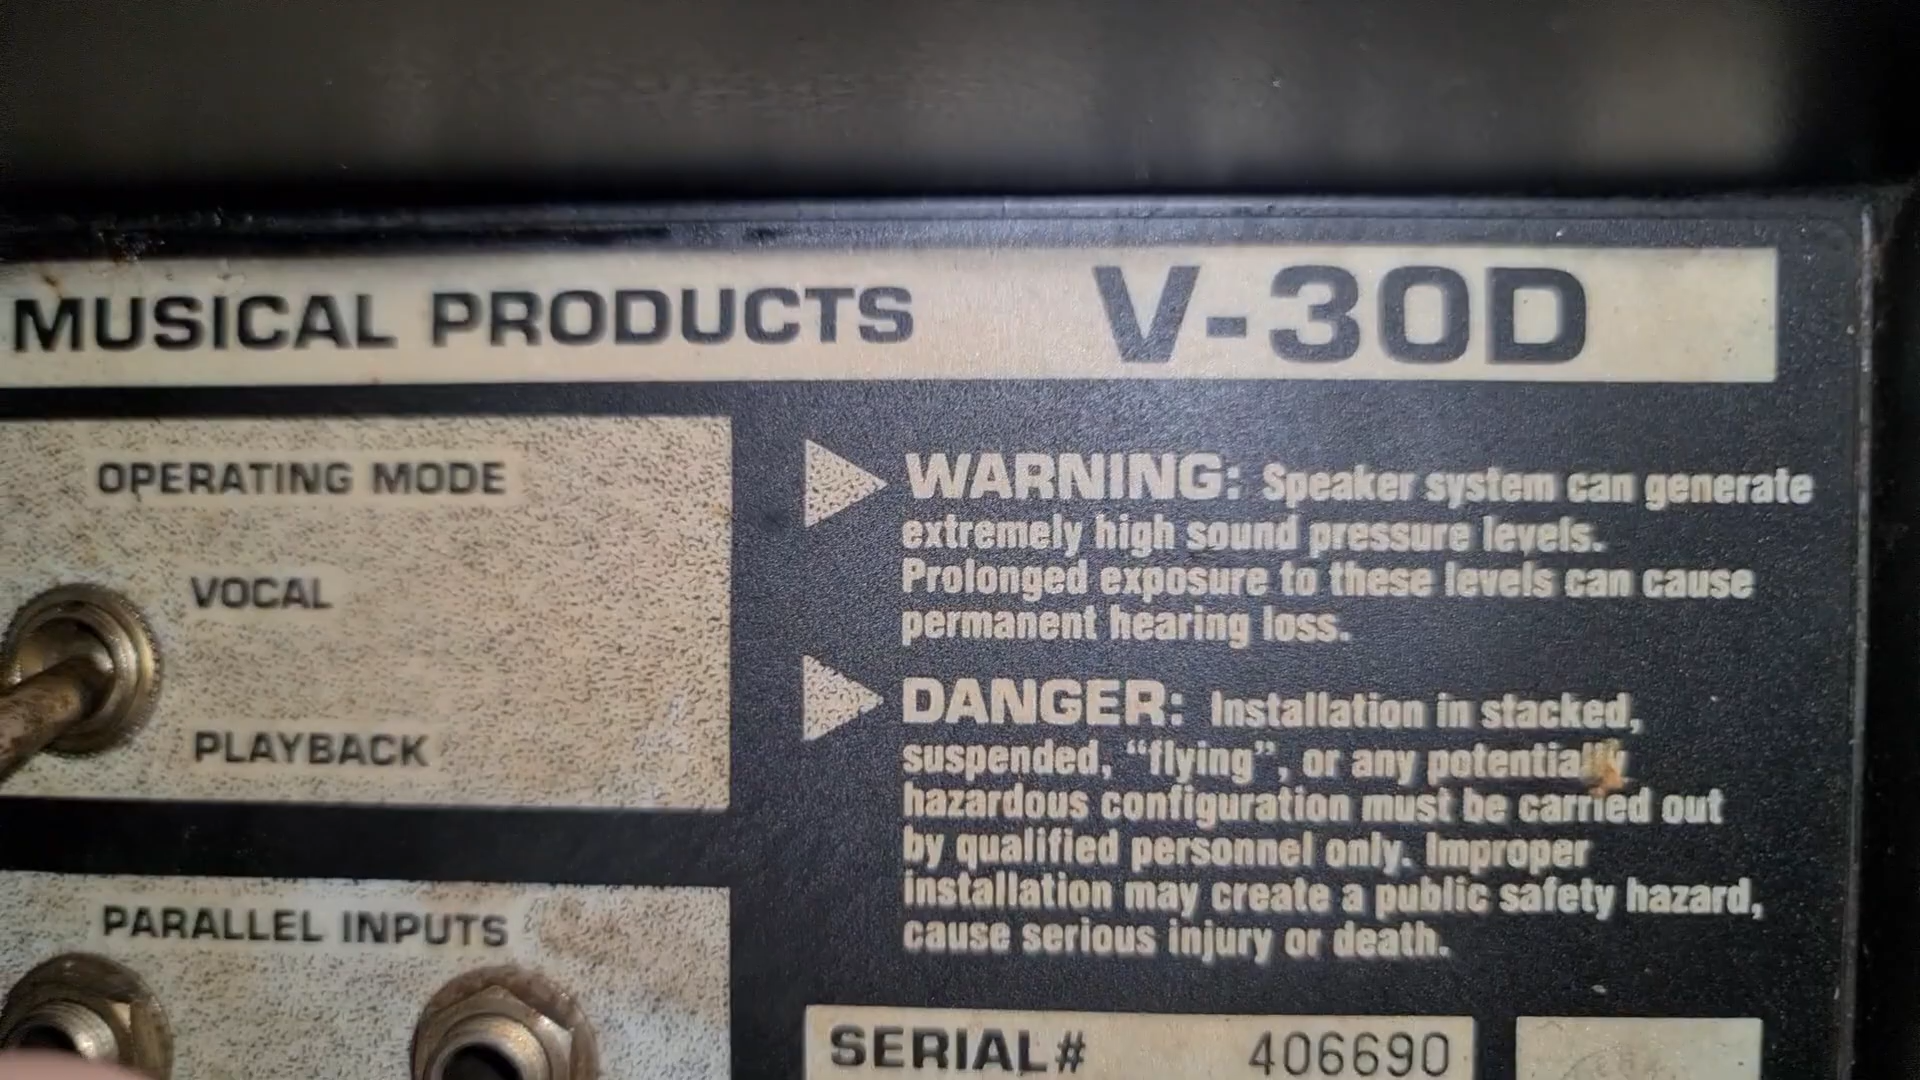 MUSICAL PRODUCTS V-30D
OPERATING MODE
VOCAL
PLAYBACK
PARALLEL INPUTS
WARNING: Speaker system can generate
extremely high sound pressure levels.
Prolonged exposure to these levels can cause
permanent hearing loss.
DANGER: Installation in stacked,
suspended, “flying”, or any potentially
hazardous configuration must be carried out
by qualified personnel only. Improper
installation may create a public safety hazard,
cause serious injury or death.
SERIAL# 406690